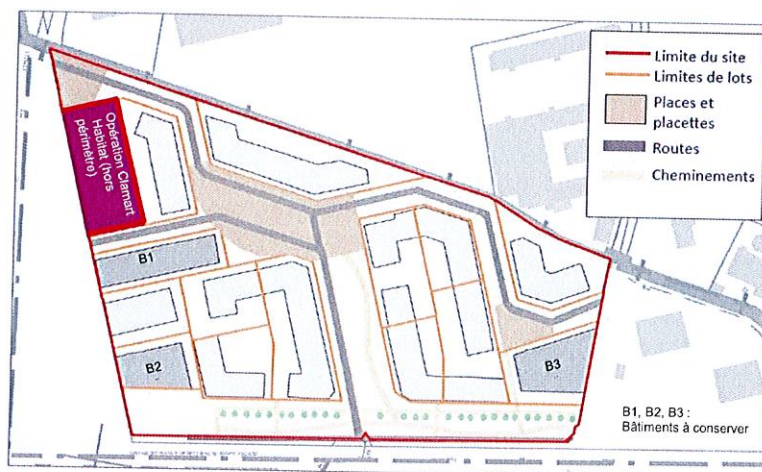 Limite du site
Limites de lots
Places et
placettes
Routes
Cheminements
Opération Clamart
Habitat (hors
périmètre)
B1
B2
B3
B1, B2, B3 :
Bâtiments à conserver